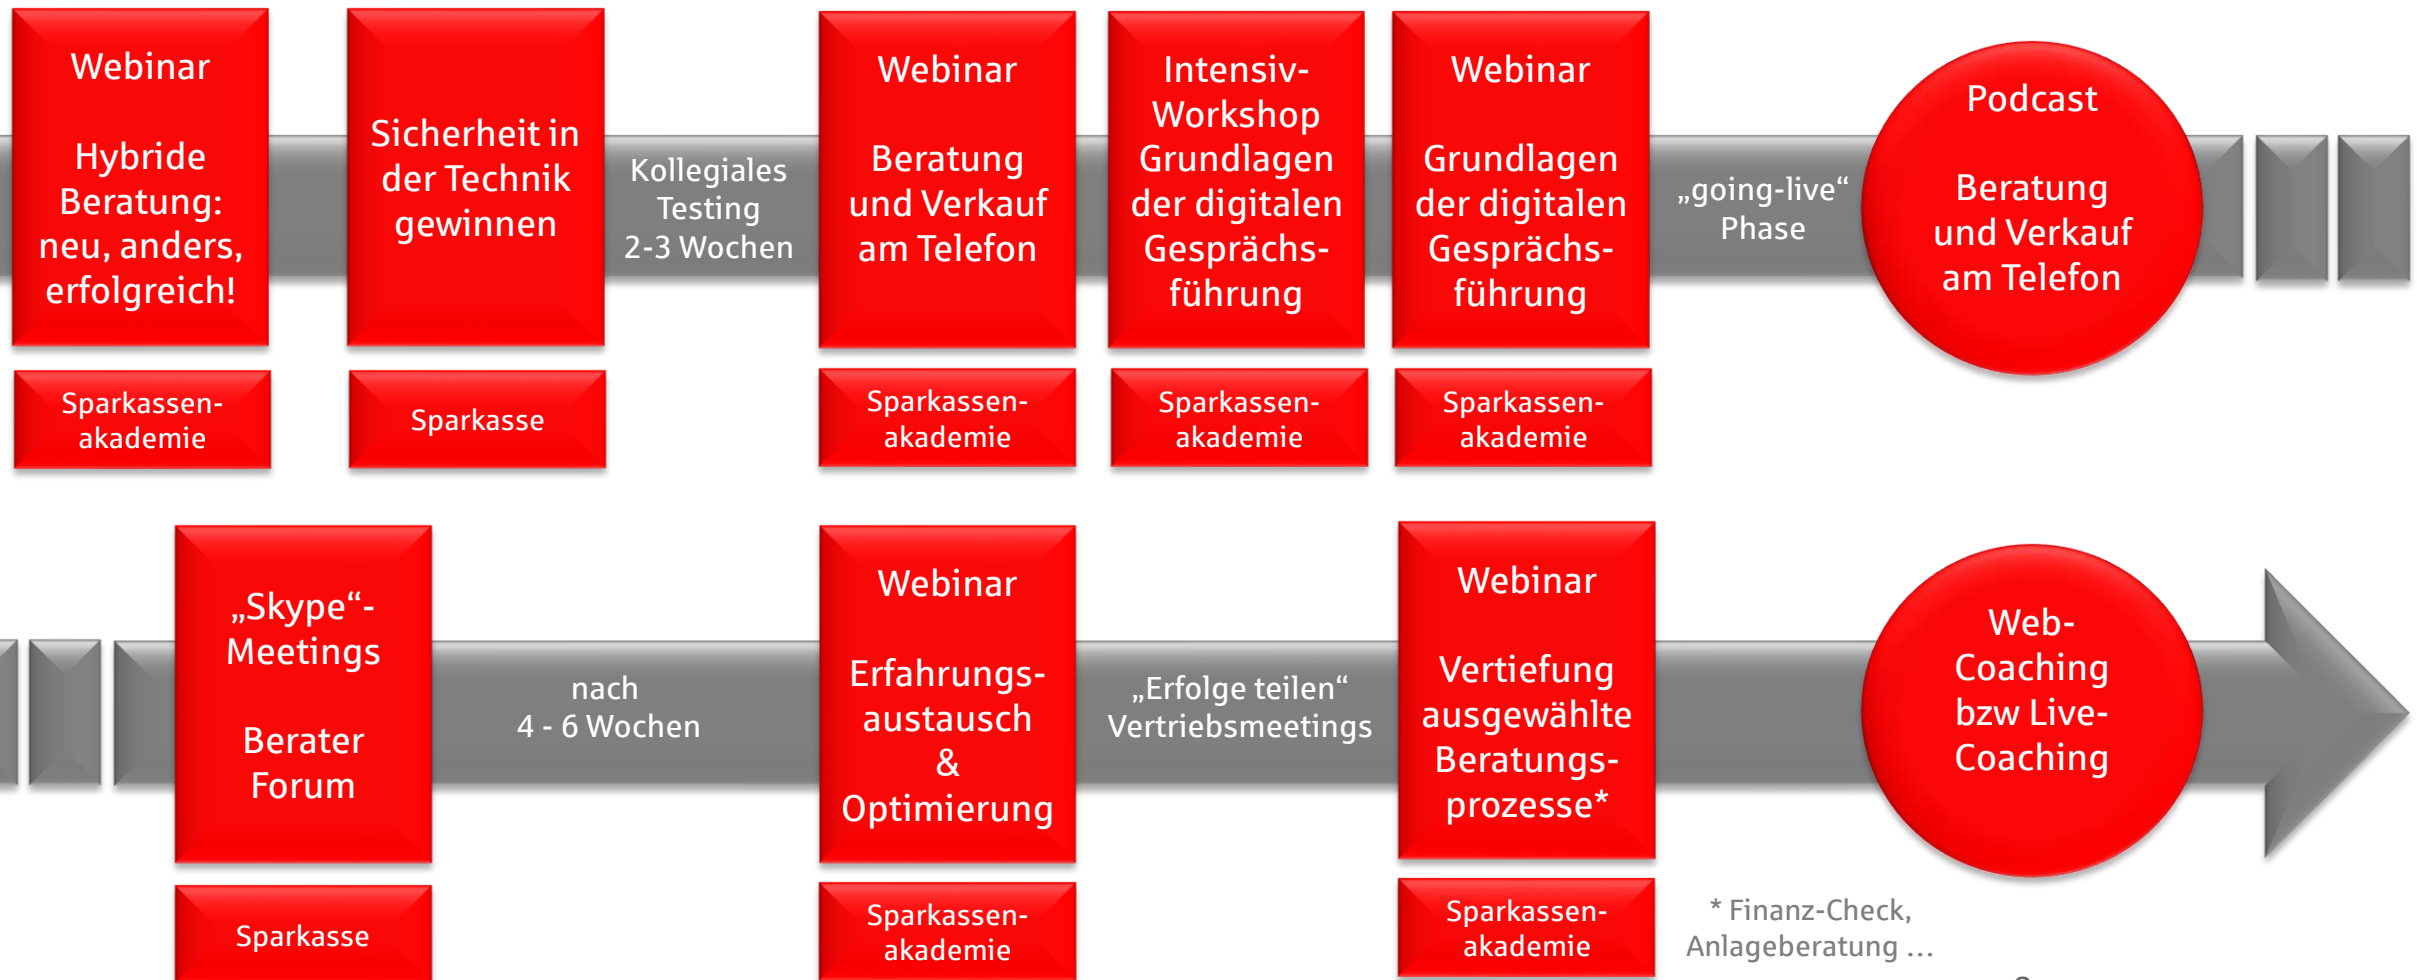 Webinar
Hybride
Beratung:
neu, anders,
erfolgreich!
Sparkassen-
akademie
Sicherheit in
der Technik
gewinnen
Sparkasse
Kollegiales
Testing
2-3 Wochen
Webinar
Beratung
und Verkauf
am Telefon
Sparkassen-
akademie
Intensiv-
Workshop
Grundlagen
der digitalen
Gesprächs-
führung
Sparkassen-
akademie
Webinar
Grundlagen
der digitalen
Gesprächs-
führung
Sparkassen-
akademie
„going-live“
Phase
Podcast
Beratung
und Verkauf
am Telefon
„Skype“-
Meetings
Berater
Forum
Sparkasse
nach
4 - 6 Wochen
Webinar
Erfahrungs-
austausch
&
Optimierung
Sparkassen-
akademie
„Erfolge teilen“
Vertriebsmeetings
Webinar
Vertiefung
ausgewählte
Beratungs-
prozesse*
Sparkassen-
akademie
Web-
Coaching
bzw Live-
Coaching
* Finanz-Check,
Anlageberatung ...